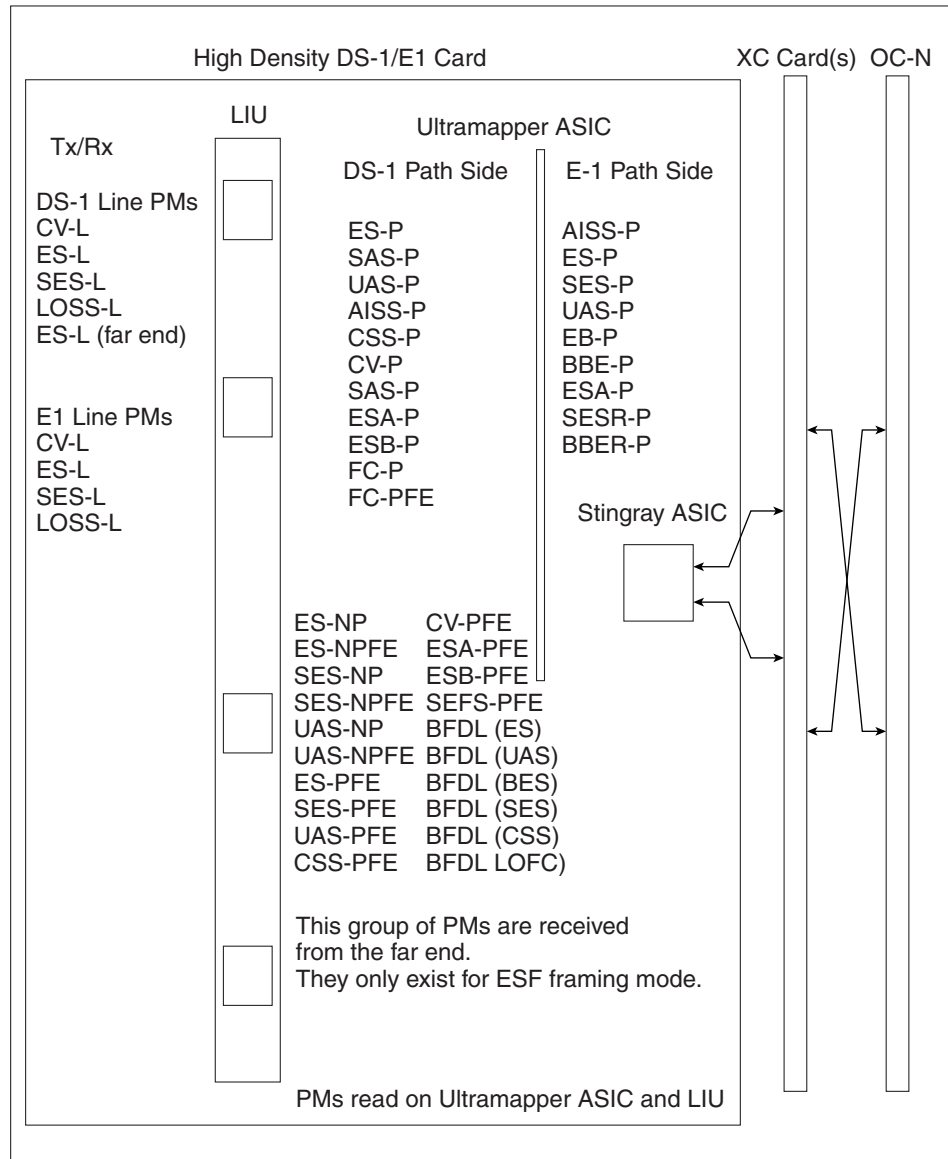 High Density DS-1/E1 Card
XC Card(s)
OC-N
LIU
Ultramapper ASIC
Tx/Rx
DS-1 Line PMs
CV-L
ES-L
SES-L
LOSS-L
ES-L (far end)
E1 Line PMs
CV-L
ES-L
SES-L
LOSS-L
DS-1 Path Side
ES-P
SAS-P
UAS-P
AISS-P
CSS-P
CV-P
SAS-P
ESA-P
ESB-P
FC-P
FC-PFE
E-1 Path Side
AISS-P
ES-P
SES-P
UAS-P
EB-P
BBE-P
ESA-P
SESR-P
BBER-P
Stingray ASIC
ES-NP
ES-NPFE
SES-NP
SES-NPFE
UAS-NP
UAS-NPFE
ES-PFE
SES-PFE
UAS-PFE
CSS-PFE
CV-PFE
ESA-PFE
ESB-PFE
SEFS-PFE
BFDL (ES)
BFDL (UAS)
BFDL (BES)
BFDL (SES)
BFDL (CSS)
BFDL LOFC)
This group of PMs are received
from the far end.
They only exist for ESF framing mode.
PMs read on Ultramapper ASIC and LIU